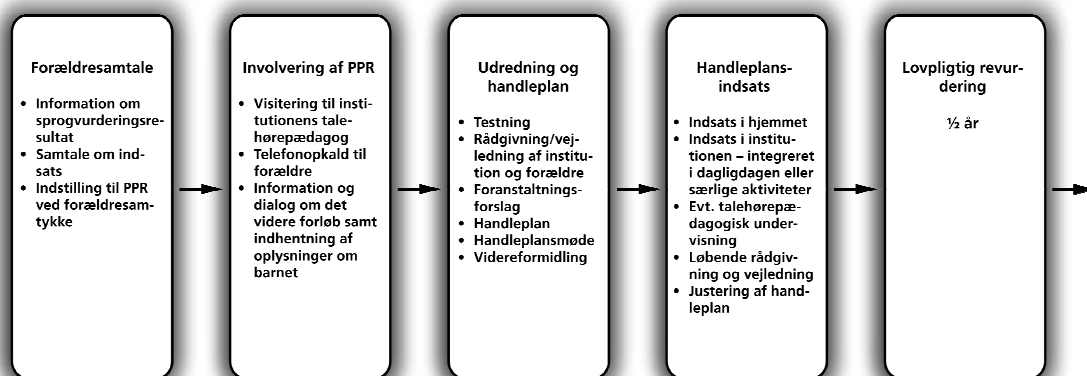 Forældresamtale
• Information om
sprogvurderingsre-
sultat
• Samtale om ind-
sats
• Indstilling til PPR
ved forældresam-
tykke
Involvering af PPR
• Visitering til insti-
tutionens tale-
hørepædagog
• Telefonopkald til
forældre
• Information og
dialog om det
videre forløb samt
indhentning af
oplysninger om
barnet
Udredning og
handleplan
• Testning
• Rådgivning/vej-
ledning af institu-
tion og forældre
• Foranstaltnings-
forslag
• Handleplan
• Handleplansmøde
• Videreformidling
Handleplans-
indsats
• Indsats i hjemmet
• Indsats i institu-
tionen – integreret
i dagligdagen eller
særlige aktiviteter
• Evt. talehørepæ-
dagogisk under-
visning
• Løbende rådgiv-
ning og vejledning
• Justering af hand-
leplan
Lovpligtig revur-
dering
½ år